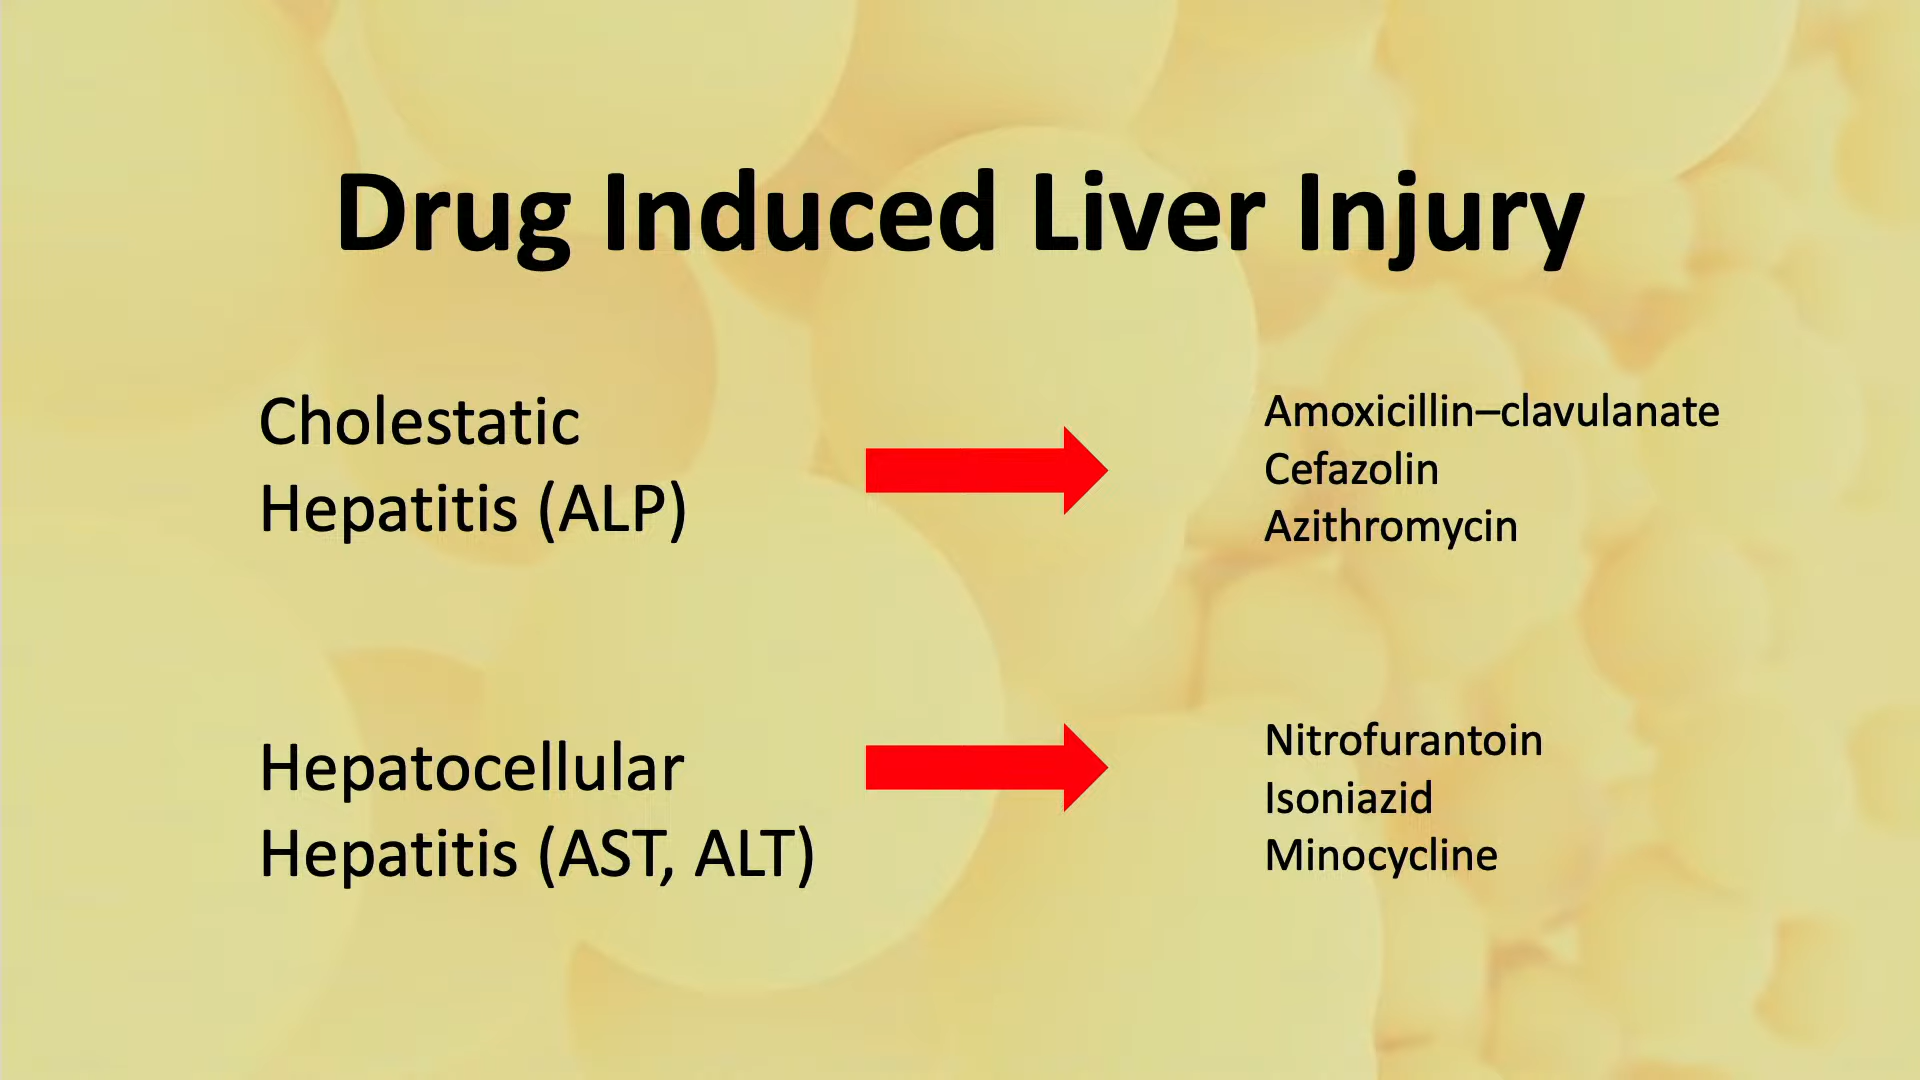 Drug Induced Liver Injury
Cholestatic
Hepatitis (ALP)
Amoxicillin–clavulanate
Cefazolin
Azithromycin
Hepatocellular
Hepatitis (AST, ALT)
Nitrofurantoin
Isoniazid
Minocycline